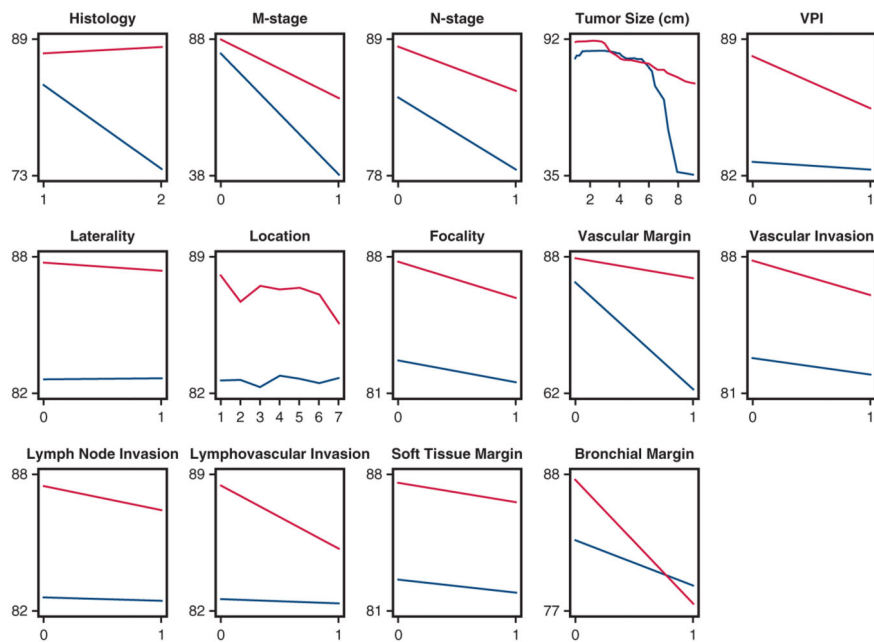 Histology
M-stage
N-stage
Tumor Size (cm)
VPI
89
88
89
92
89
73
38
78
35
82
1 2
0 1
0 1
2 4 6 8
0 1
Laterality
Location
Focality
Vascular Margin
Vascular Invasion
88
89
88
88
88
82
82
81
62
81
0 1
1 2 3 4 5 6 7
0 1
0 1
0 1
Lymph Node Invasion
Lymphovascular Invasion
Soft Tissue Margin
Bronchial Margin
88
89
88
88
82
82
81
77
0 1
0 1
0 1
0 1